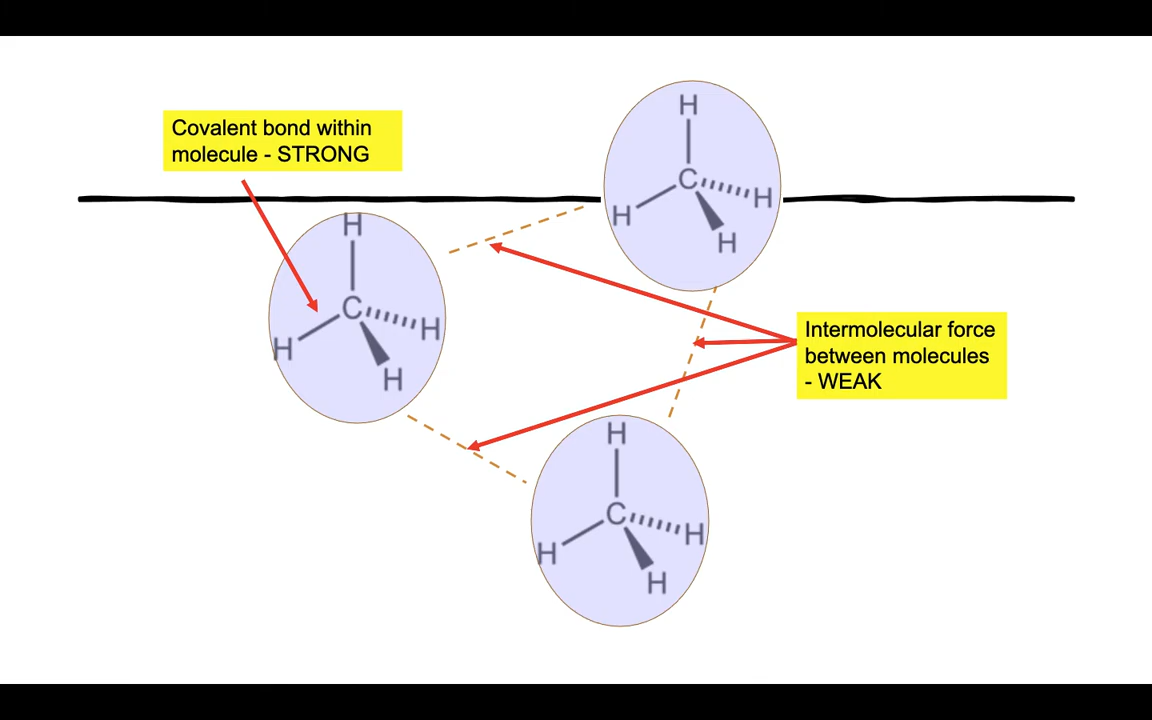 Covalent bond within
molecule - STRONG
H
C
H
H
H
H
C
H
H
H
Intermolecular force
between molecules
- WEAK
H
C
H
H
H